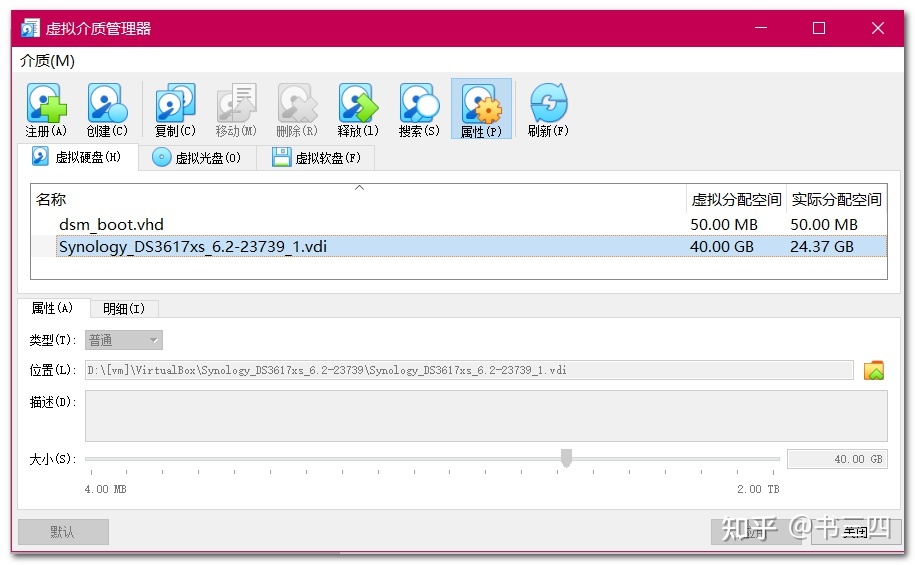 虚拟介质管理器
介质(M)
注册(A) 创建(C) 复制(C) 移动(M) 删除(R) 释放(l) 搜索(S) 属性(P) 刷新(F)
虚拟硬盘(H) 虚拟光盘(O) 虚拟软盘(F)
名称 虚拟分配空间 实际分配空间
dsm_boot.vhd 50.00 MB 50.00 MB
Synology_DS3617xs_6.2-23739_1.vdi 40.00 GB 24.37 GB
属性(A) 明细(I)
类型(T): 普通
位置(L): D:\[vm]\VirtualBox\Synology_DS3617xs_6.2-23739\Synology_DS3617xs_6.2-23739_1.vdi
描述(D):
大小(S): 40.00 GB
4.00 MB 2.00 TB
默认 关闭
知乎 @书三四